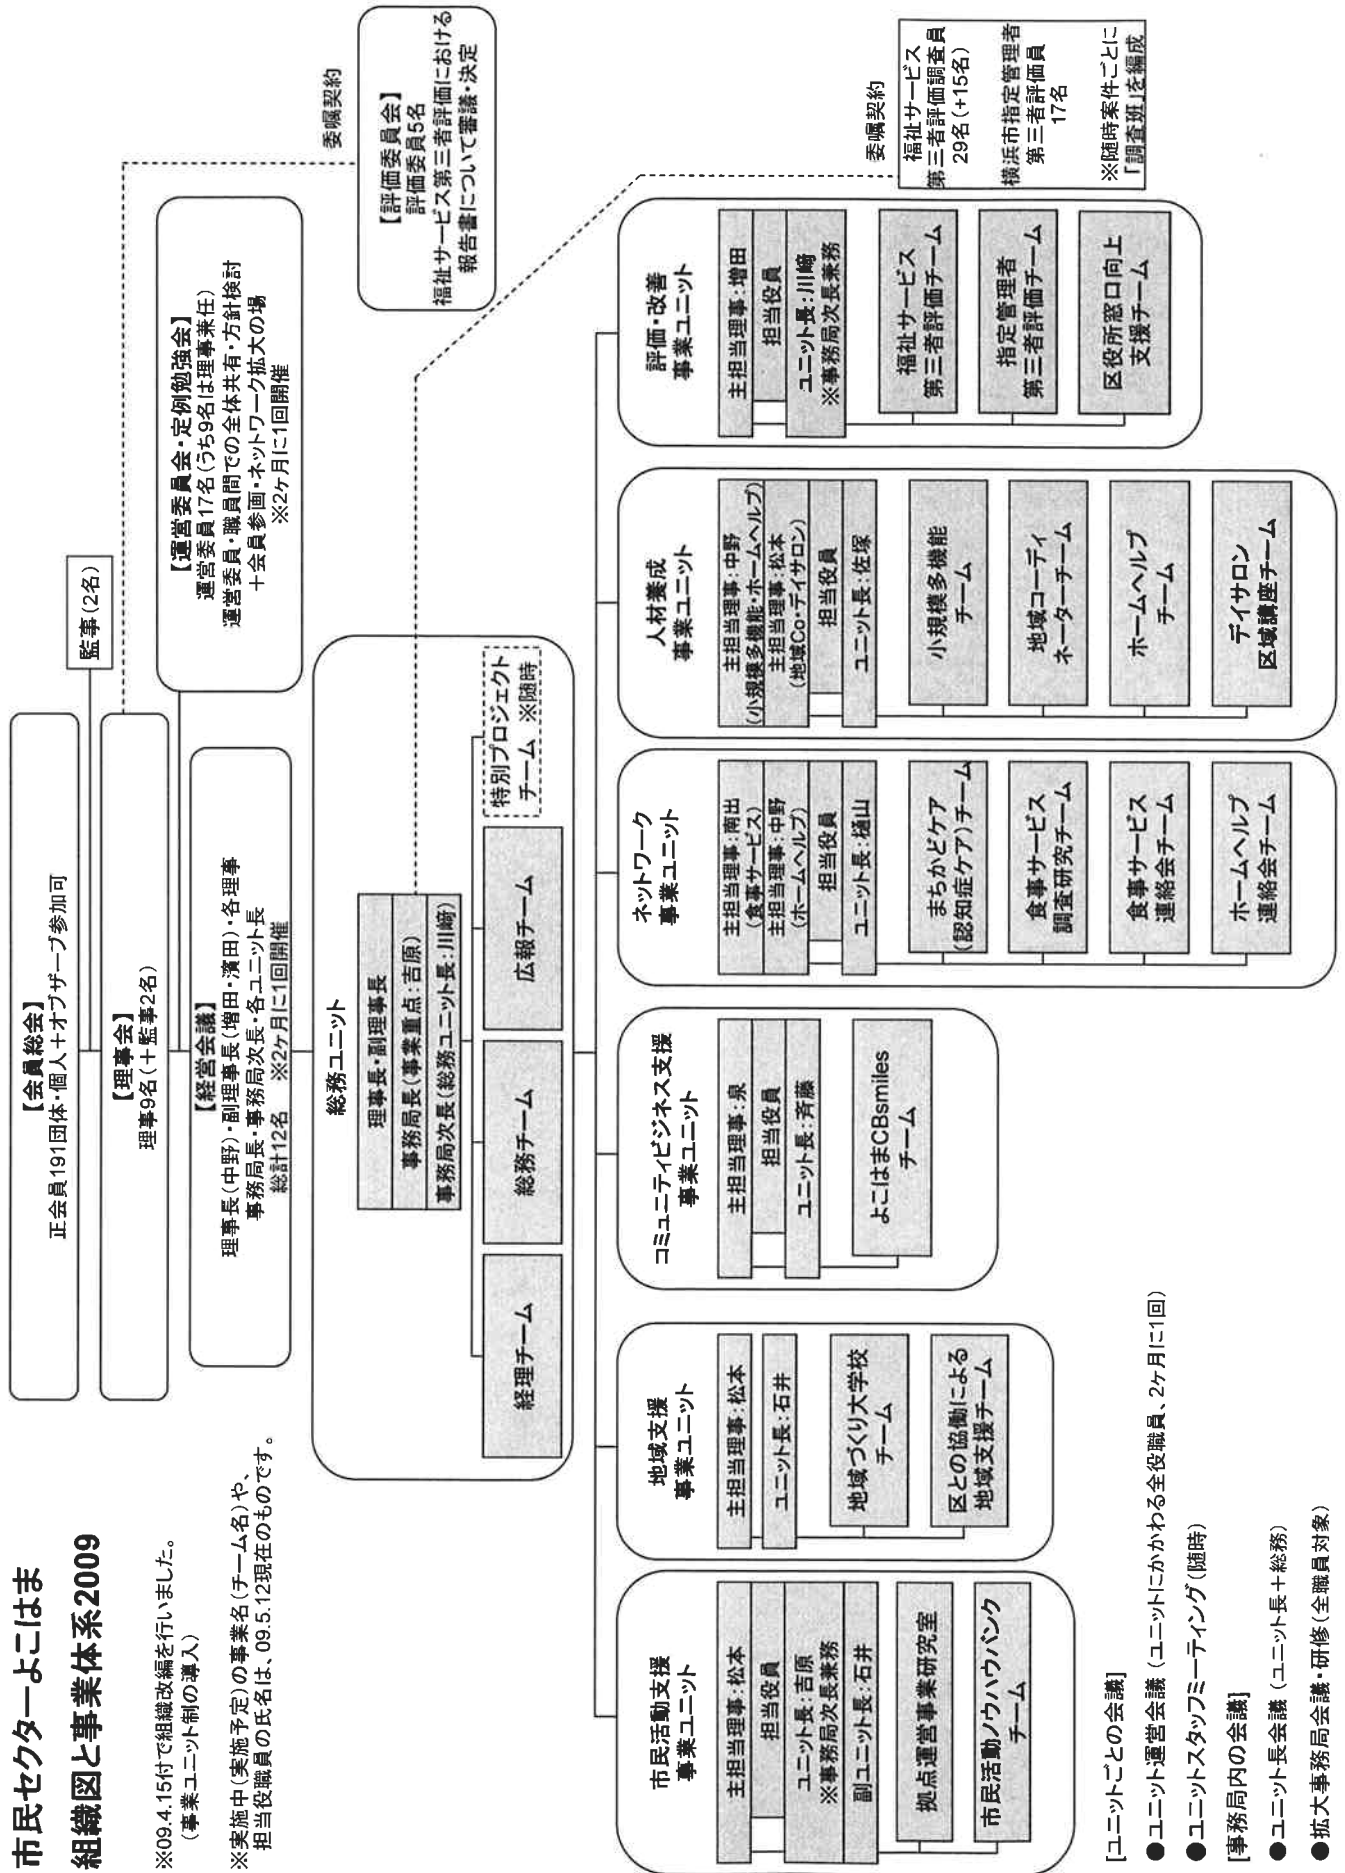 市民セクターよこはま
組織図と事業体系2009
※09.4.15付で組織改編を行いました。
（事業ユニット制の導入）
※実施中（実施予定）の事業名（チーム名）や、
担当役職員の氏名は、09.5.12現在のものです。
【会員総会】
正会員191団体・個人＋オブザーブ参加可
監事（2名）
【理事会】
理事9名（＋監事2名）
【運営委員会・定例勉強会】
運営委員17名（うち9名は理事兼任）
運営委員・職員間での全体共有・方針検討
＋会員参画・ネットワーク拡大の場
※2ヶ月に1回開催
【経営会議】
理事長（中野）・副理事長（増田・濱田）・各理事
事務局長・事務局次長・各ユニット長
総計12名　※2ヶ月に1回開催
委嘱契約
【評価委員会】
評価委員5名
福祉サービス第三者評価における
報告書について審議・決定
総務ユニット
理事長・副理事長
事務局長（事業重点：吉原）
事務局次長（総務ユニット長：川﨑）
経理チーム
総務チーム
広報チーム
特別プロジェクト
チーム　※随時
委嘱契約
福祉サービス
第三者評価調査員
29名（+15名）
横浜市指定管理者
第三者評価員
17名
※随時案件ごとに
「調査班」を編成
市民活動支援
事業ユニット
主担当理事：松本
担当役員
ユニット長：吉原
※事務局次長兼務
副ユニット長：石井
拠点運営事業研究室
市民活動ノウハウバンク
チーム
地域支援
事業ユニット
主担当理事：松本
ユニット長：石井
地域づくり大学校
チーム
区との協働による
地域支援チーム
コミュニティビジネス支援
事業ユニット
主担当理事：泉
担当役員
ユニット長：斉藤
よこはまCBsmiles
チーム
ネットワーク
事業ユニット
主担当理事：南出
（食事サービス）
主担当理事：中野
（ホームヘルプ）
担当役員
ユニット長：樋山
まちかどケア
（認知症ケア）チーム
食事サービス
調査研究チーム
食事サービス
連絡会チーム
ホームヘルプ
連絡会チーム
人材養成
事業ユニット
主担当理事：中野
（小規模多機能・ホームヘルプ）
主担当理事：松本
（地域Co・デイサロン）
担当役員
ユニット長：佐塚
小規模多機能
チーム
地域コーディ
ネーターチーム
ホームヘルプ
チーム
デイサロン
区域講座チーム
評価・改善
事業ユニット
主担当理事：増田
担当役員
ユニット長：川﨑
※事務局次長兼務
福祉サービス
第三者評価チーム
指定管理者
第三者評価チーム
区役所窓口向上
支援チーム
[ユニットごとの会議]
●ユニット運営会議（ユニットにかかわる全役職員、2ヶ月に1回）
●ユニットスタッフミーティング（随時）
[事務局内の会議]
●ユニット長会議（ユニット長＋総務）
●拡大事務局会議・研修（全職員対象）